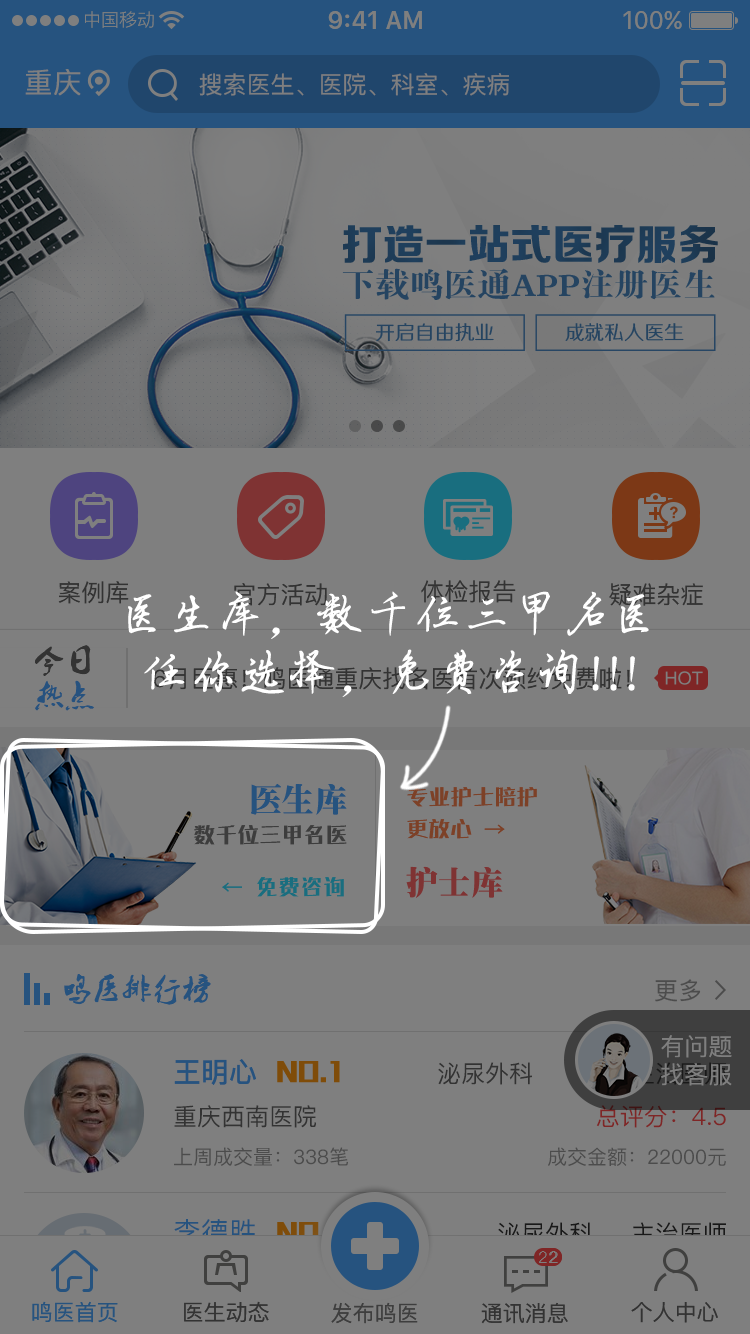 中国移动 9:41 AM 100%
重庆 搜索医生、医院、科室、疾病
打造一站式医疗服务
下载鸣医通APP注册医生
开启自由执业 成就私人医生
案例库 官方活动 体检报告 疑难杂症
医生库，数千位三甲名医
任你选择，免费咨询!!!
今日
热点
HOT
医生库
数千位三甲名医
← 免费咨询
专业护士陪护
更放心 →
护士库
鸣医排行榜 更多
有问题
找客服
王明心 NO.1 泌尿外科
重庆西南医院 总评分：4.5
上周成交量：338笔 成交金额：22000元
李德胜 NO 泌尿外科 主治医师
22
鸣医首页 医生动态 发布鸣医 通讯消息 个人中心